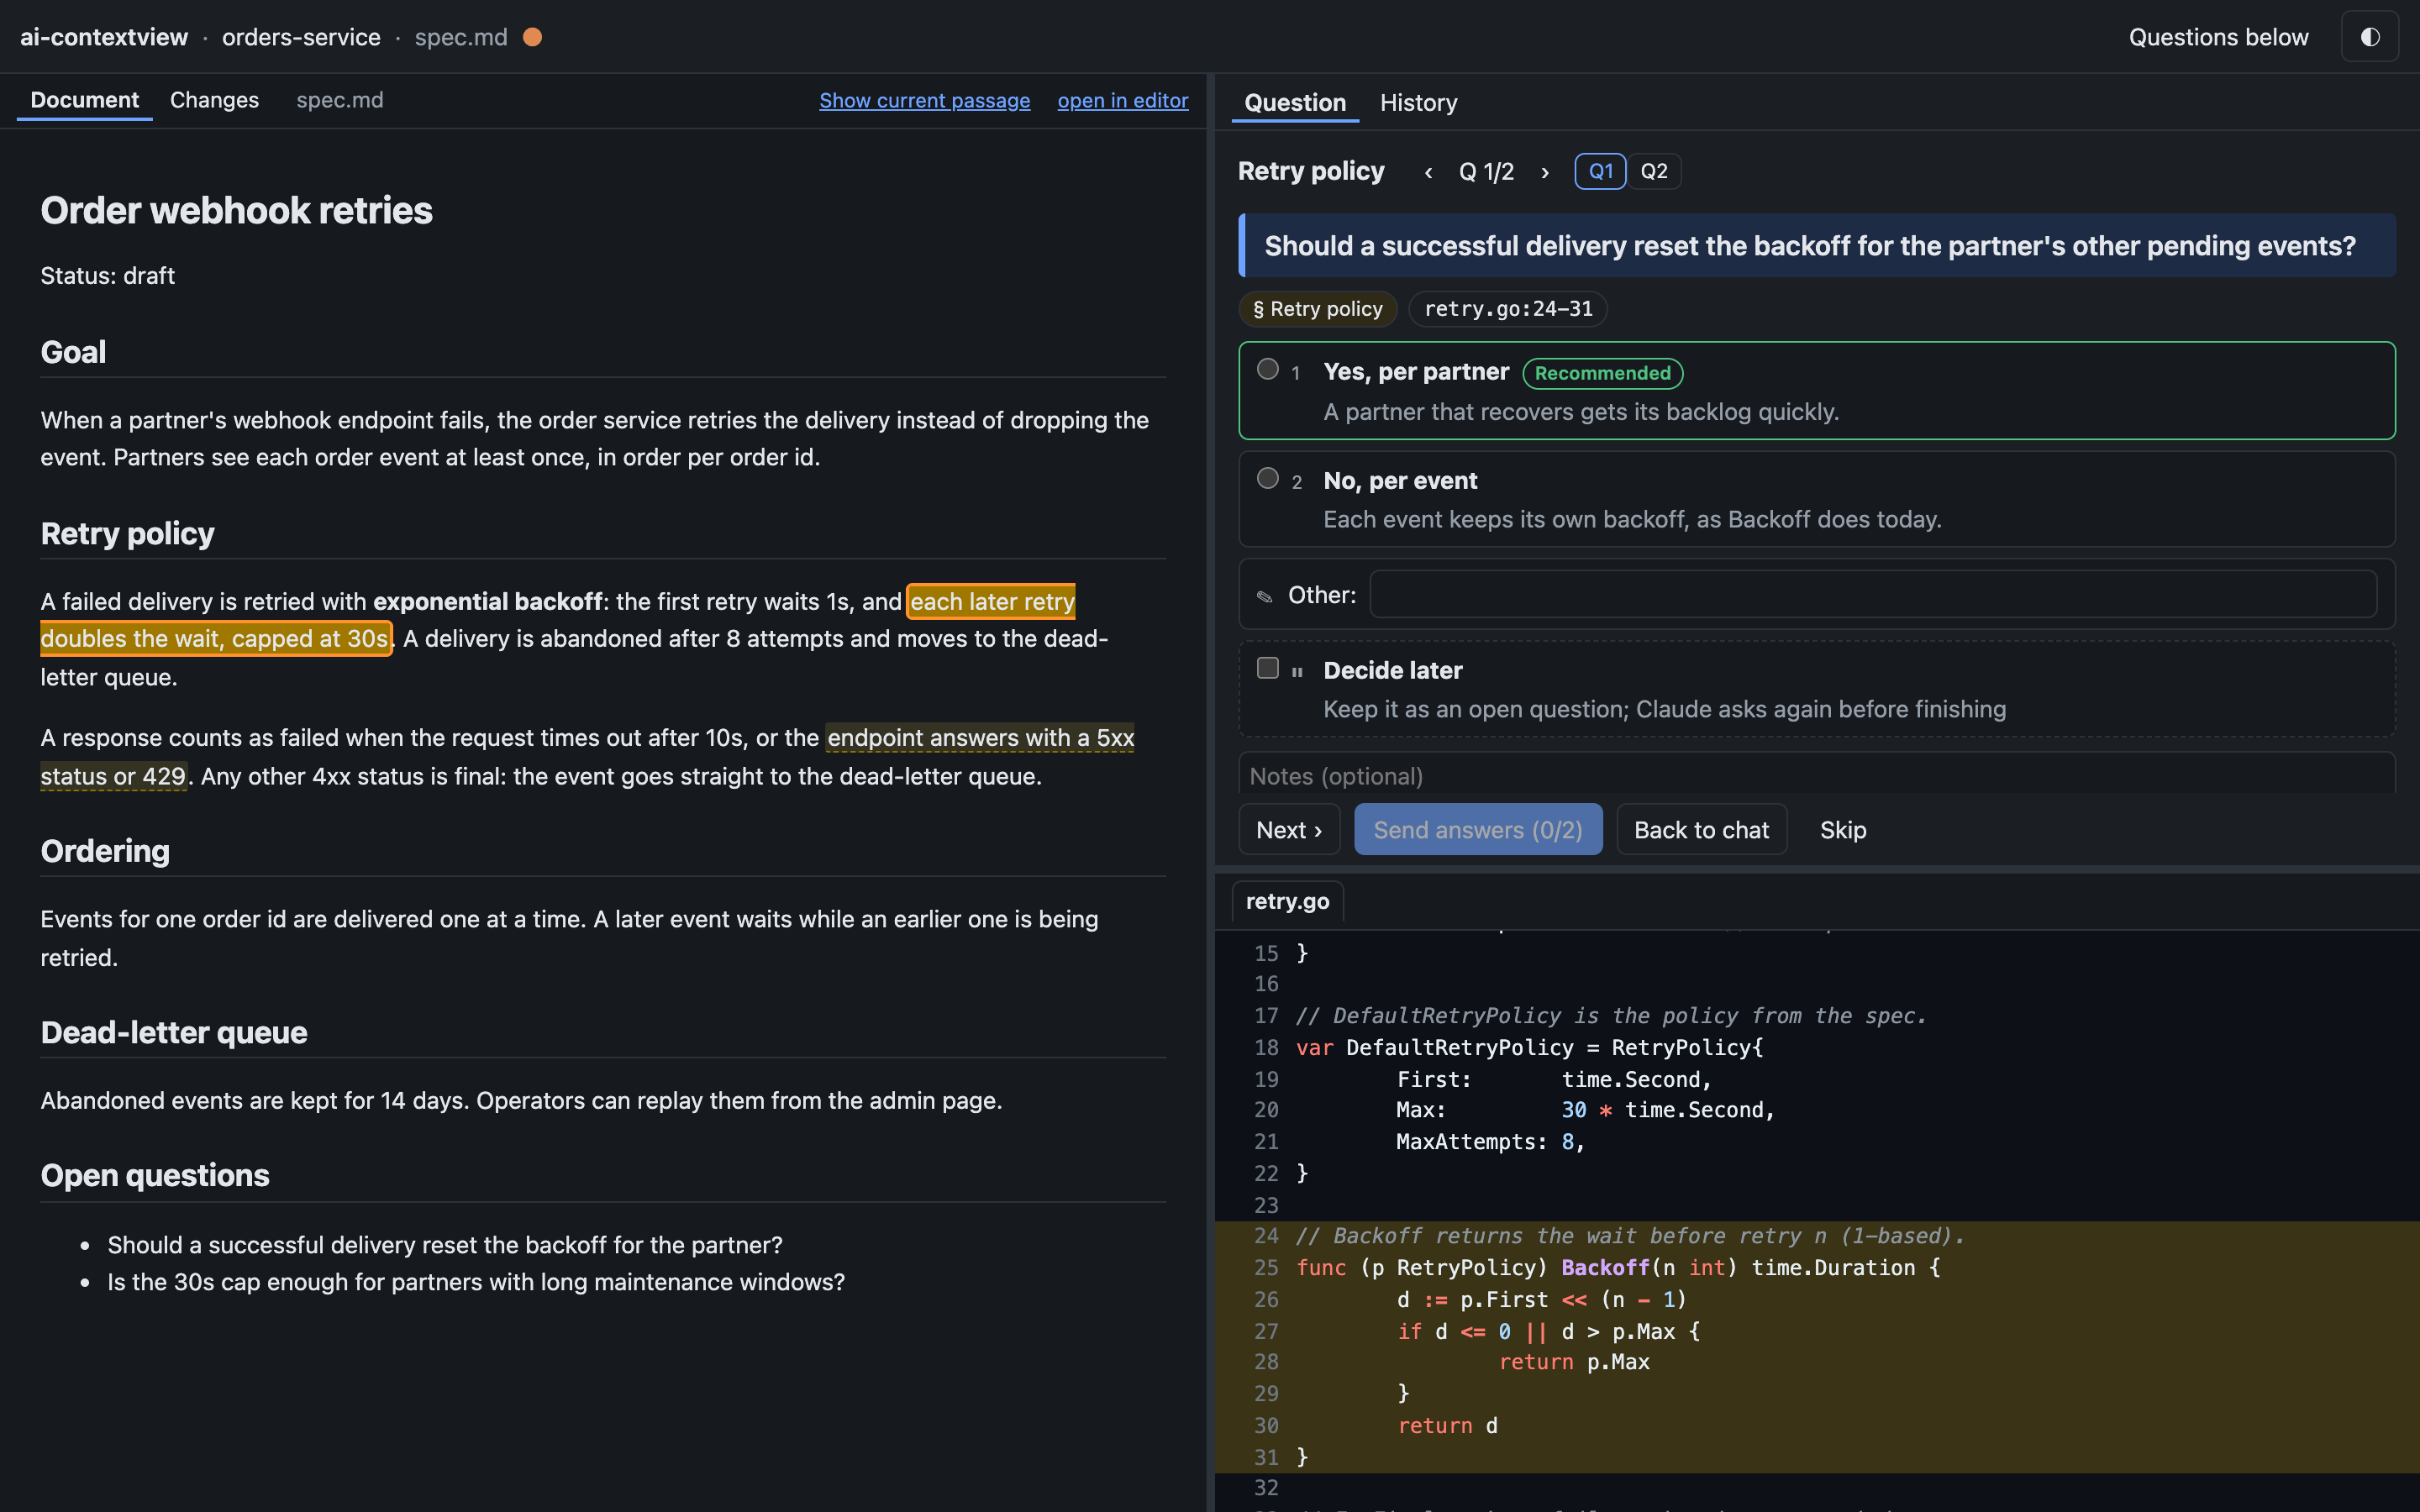 ai-contextview · orders-service · spec.md
Questions below
Document Changes spec.md
Show current passage open in editor
Order webhook retries
Status: draft
Goal
When a partner's webhook endpoint fails, the order service retries the delivery instead of dropping the
event. Partners see each order event at least once, in order per order id.
Retry policy
A failed delivery is retried with exponential backoff: the first retry waits 1s, and each later retry
doubles the wait, capped at 30s. A delivery is abandoned after 8 attempts and moves to the dead-
letter queue.
A response counts as failed when the request times out after 10s, or the endpoint answers with a 5xx
status or 429. Any other 4xx status is final: the event goes straight to the dead-letter queue.
Ordering
Events for one order id are delivered one at a time. A later event waits while an earlier one is being
retried.
Dead-letter queue
Abandoned events are kept for 14 days. Operators can replay them from the admin page.
Open questions
• Should a successful delivery reset the backoff for the partner?
• Is the 30s cap enough for partners with long maintenance windows?
Question History
Retry policy ‹ Q 1/2 › Q1 Q2
Should a successful delivery reset the backoff for the partner's other pending events?
§ Retry policy retry.go:24–31
1 Yes, per partner Recommended
A partner that recovers gets its backlog quickly.
2 No, per event
Each event keeps its own backoff, as Backoff does today.
✎ Other:
Decide later
Keep it as an open question; Claude asks again before finishing
Notes (optional)
Next › Send answers (0/2) Back to chat Skip
retry.go
15 }
16
17 // DefaultRetryPolicy is the policy from the spec.
18 var DefaultRetryPolicy = RetryPolicy{
19 First: time.Second,
20 Max: 30 * time.Second,
21 MaxAttempts: 8,
22 }
23
24 // Backoff returns the wait before retry n (1-based).
25 func (p RetryPolicy) Backoff(n int) time.Duration {
26 d := p.First << (n - 1)
27 if d <= 0 || d > p.Max {
28 return p.Max
29 }
30 return d
31 }
32